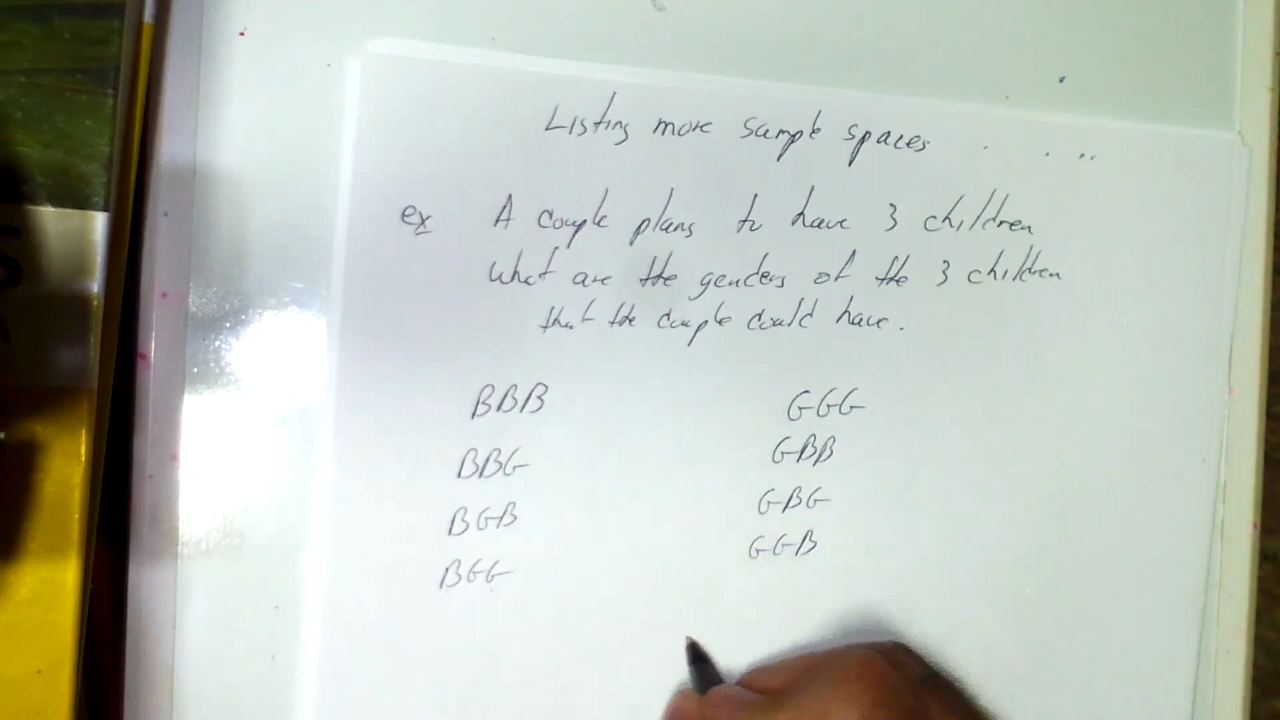 Listing more sample spaces . . ..
ex A couple plans to have 3 children
What are the genders of the 3 children
that the couple could have.
BBB GGG
BBG GBB
BGB GBG
BGG GGB